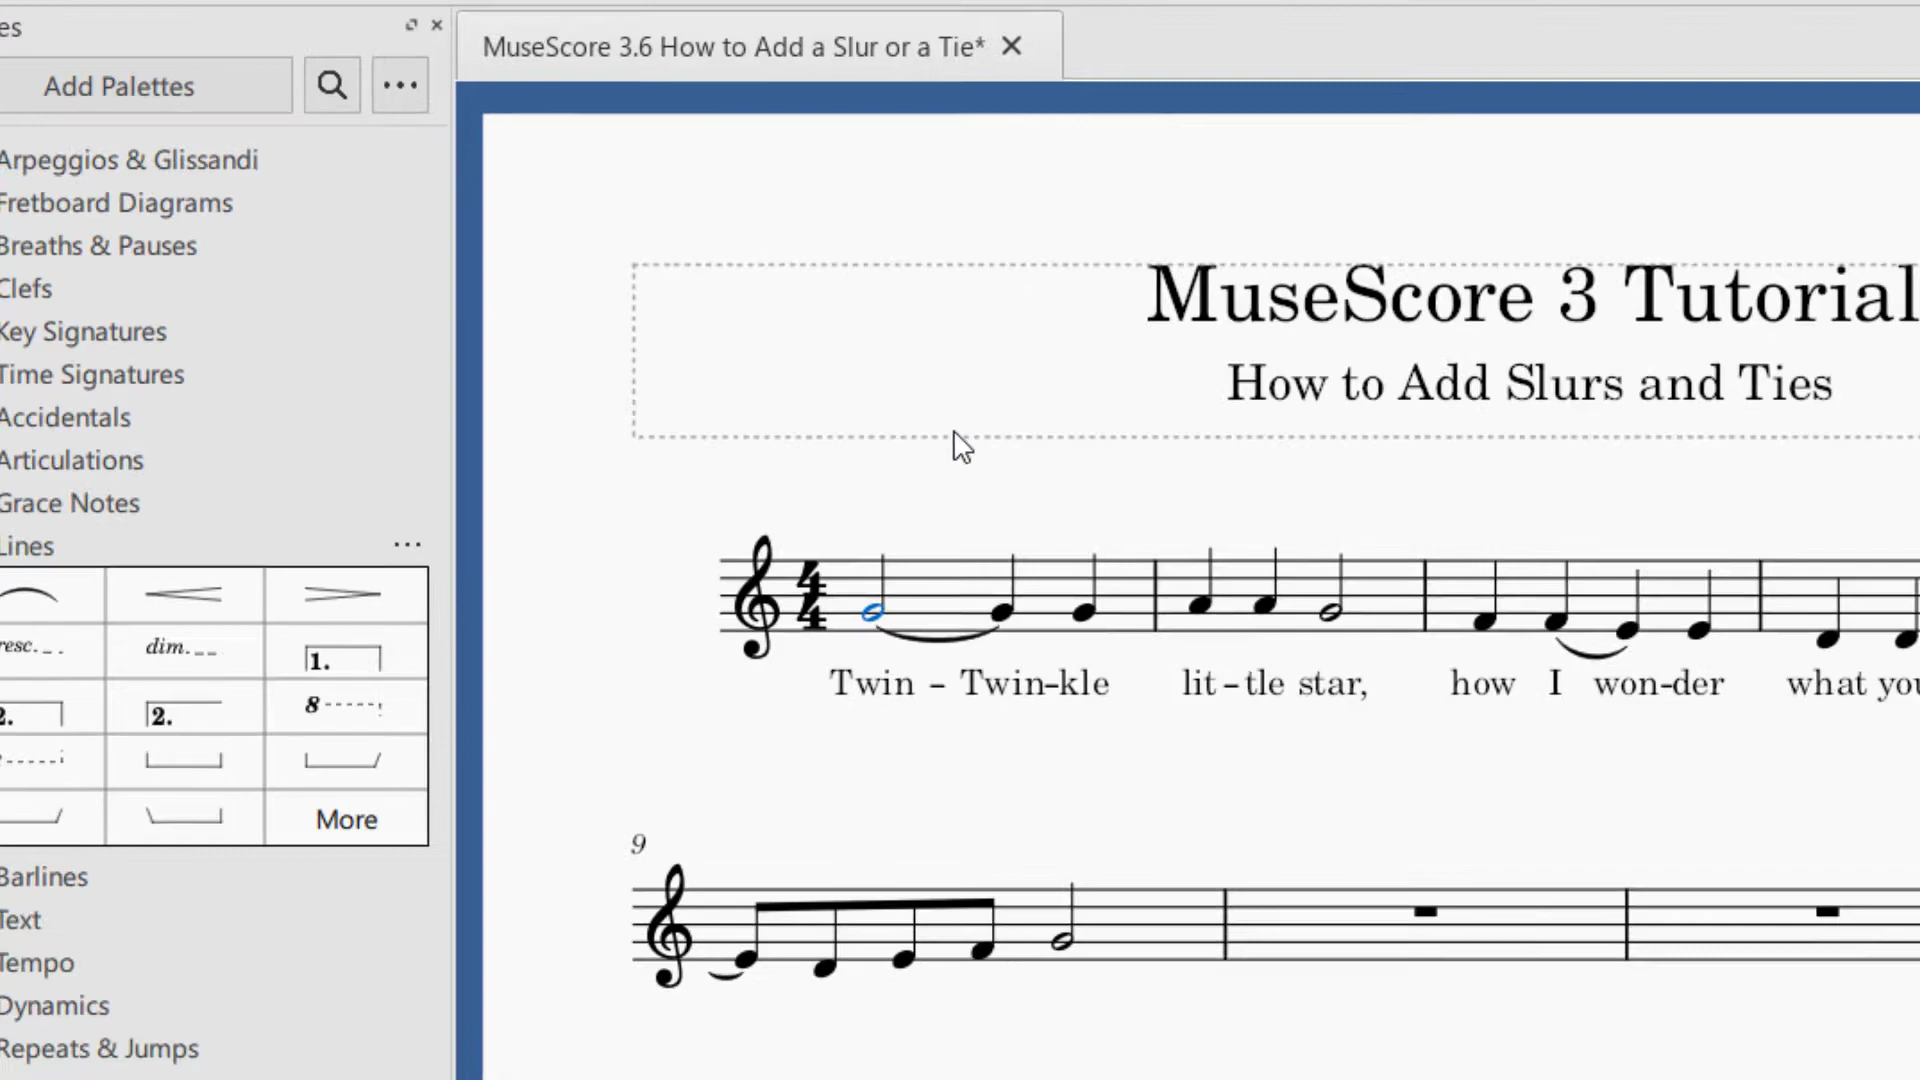 es
MuseScore 3.6 How to Add a Slur or a Tie*
Add Palettes
Arpeggios & Glissandi
Fretboard Diagrams
Breaths & Pauses
Clefs
Key Signatures
Time Signatures
Accidentals
Articulations
Grace Notes
Lines
resc.
dim.
1.
2.
2.
8
More
Barlines
Text
Tempo
Dynamics
Repeats & Jumps
MuseScore 3 Tutorial
How to Add Slurs and Ties
4
4
Twin - Twin-kle lit-tle star, how I won-der what you
9